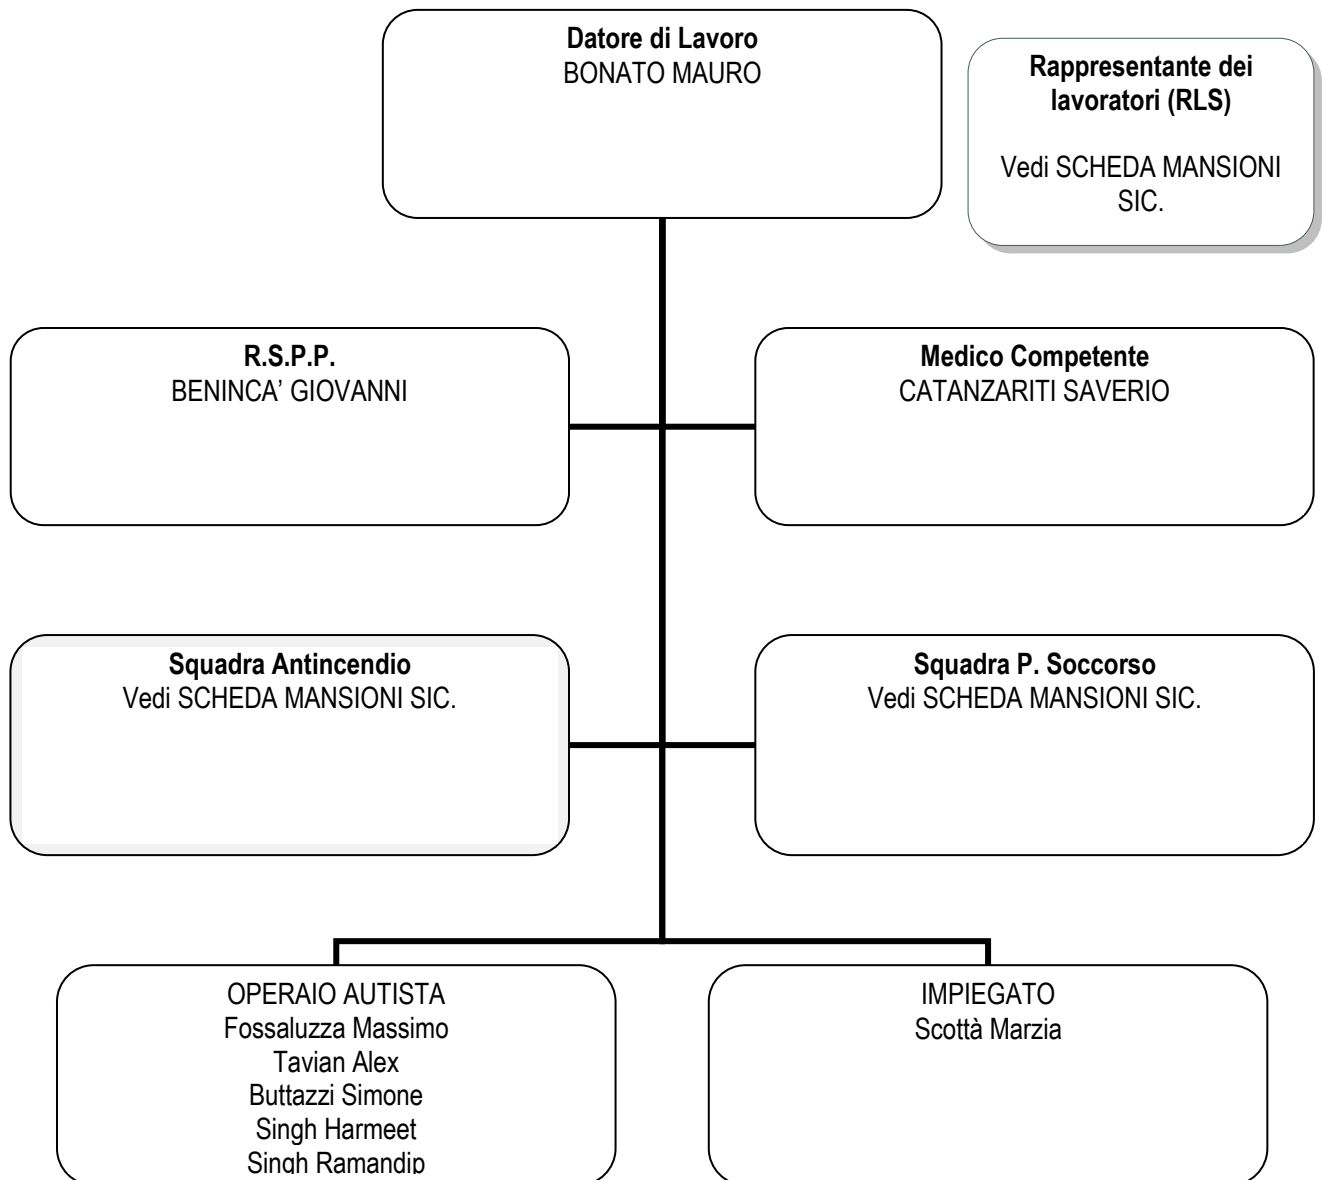 Datore di Lavoro
BONATO MAURO
Rappresentante dei
lavoratori (RLS)
Vedi SCHEDA MANSIONI
SIC.
R.S.P.P.
BENINCA’ GIOVANNI
Medico Competente
CATANZARITI SAVERIO
Squadra Antincendio
Vedi SCHEDA MANSIONI SIC.
Squadra P. Soccorso
Vedi SCHEDA MANSIONI SIC.
OPERAIO AUTISTA
Fossaluzza Massimo
Tavian Alex
Buttazzi Simone
Singh Harmeet
Singh Ramandip
IMPIEGATO
Scottà Marzia